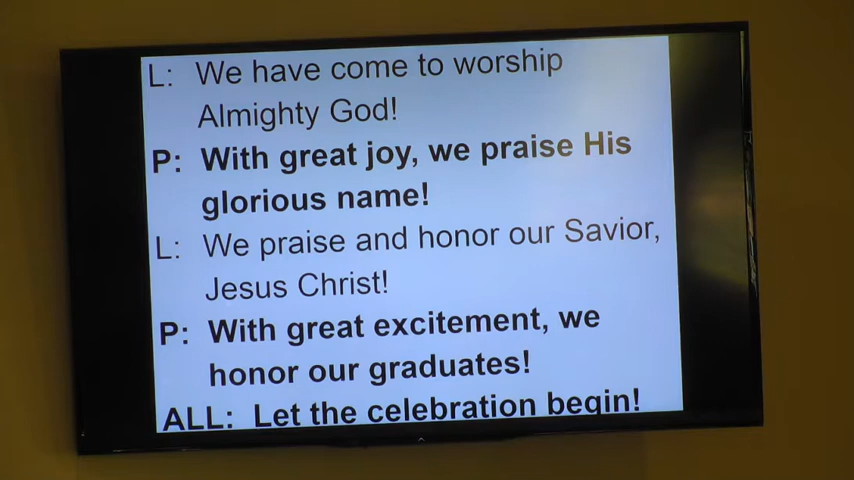 L: We have come to worship
Almighty God!
P: With great joy, we praise His
glorious name!
L: We praise and honor our Savior,
Jesus Christ!
P: With great excitement, we
honor our graduates!
ALL: Let the celebration begin!